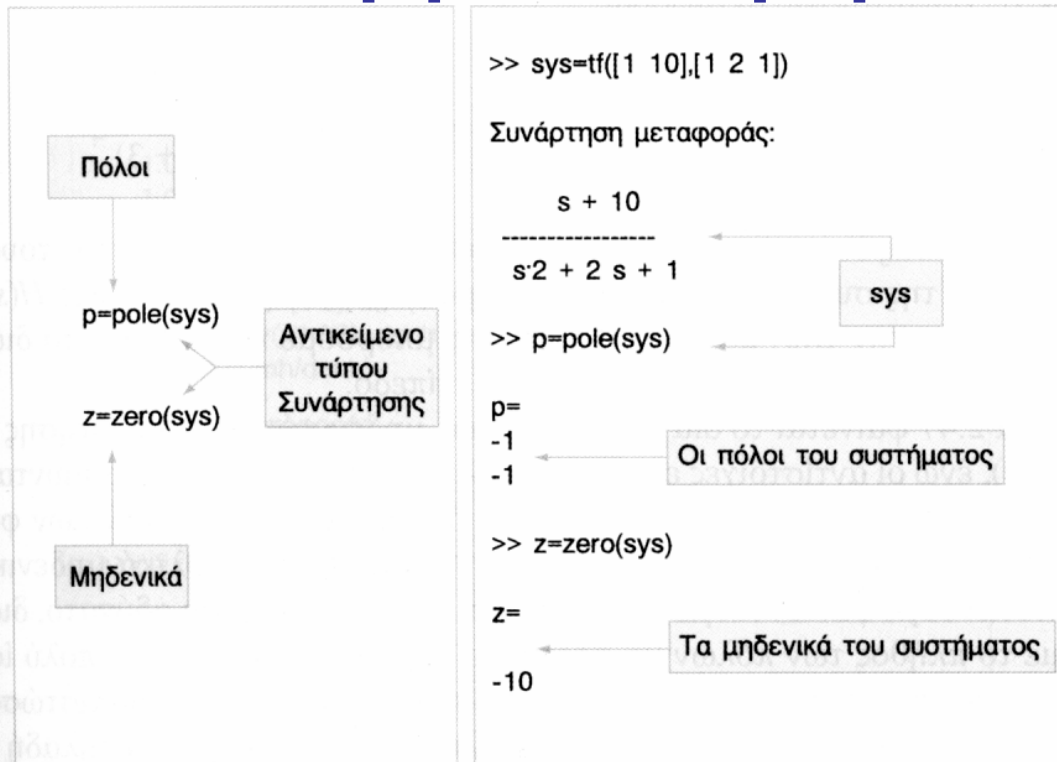 Πόλοι
p=pole(sys)
Αντικείμενο
τύπου
Συνάρτησης
z=zero(sys)
Μηδενικά
>> sys=tf([1 10],[1 2 1])
Συνάρτηση μεταφοράς:
s + 10
-----------------
s^2 + 2 s + 1
sys
>> p=pole(sys)
p=
-1
Οι πόλοι του συστήματος
-1
>> z=zero(sys)
z=
Τα μηδενικά του συστήματος
-10